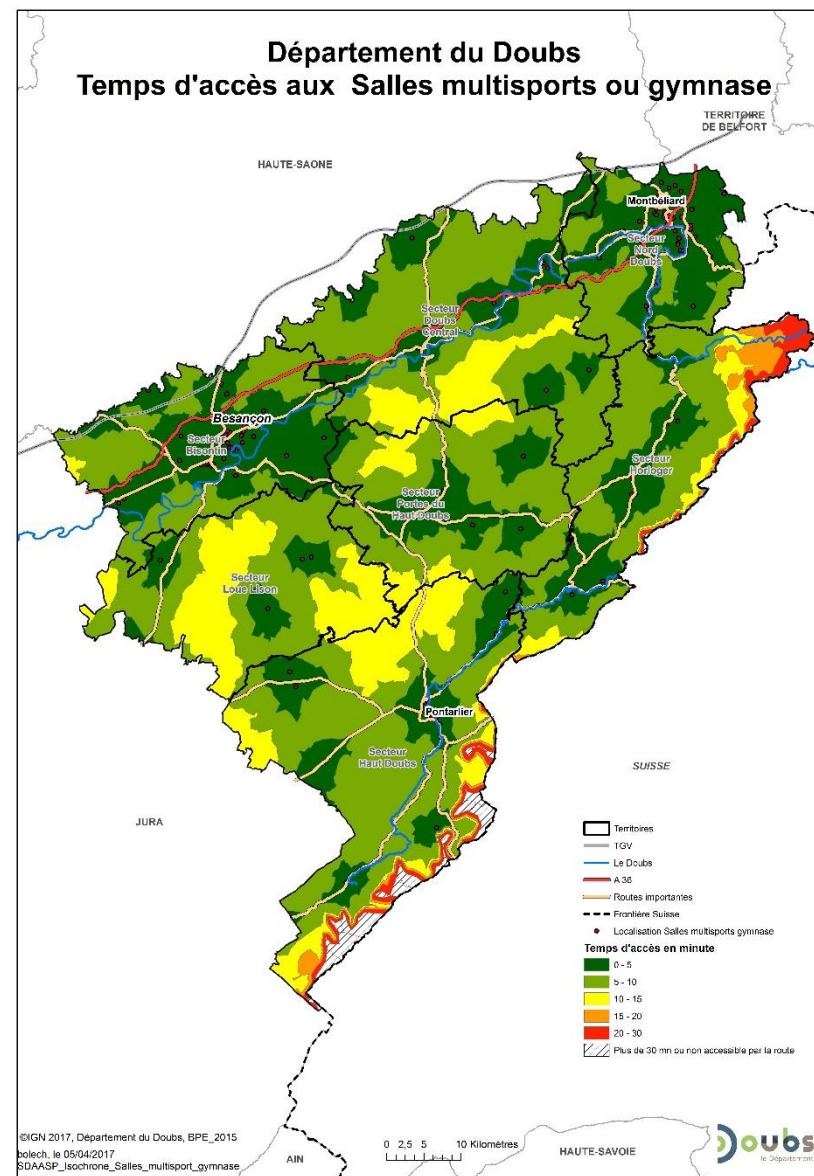 Département du Doubs
Temps d'accès aux Salles multisports ou gymnase
TERRITOIRE
DE BELFORT
HAUTE-SAONE
Montbéliard
Secteur
Nord
Doubs
Secteur
Doubs
Central
Besançon
Secteur
Bisontin
Secteur
Horloger
Secteur
Portes du
Haut Doubs
Secteur
Loue Lison
Pontarlier
Secteur
Haut Doubs
SUISSE
JURA
Territoires
TGV
Le Doubs
A 36
Routes importantes
Frontière Suisse
Localisation Salles multisports gymnase
Temps d'accès en minute
0 - 5
5 - 10
10 - 15
15 - 20
20 - 30
Plus de 30 mn ou non accessible par la route
©IGN 2017, Département du Doubs, BPE_2015
bolech, le 05/04/2017
SDAASP_Isochrone_Salles_multisport_gymnase
AIN
0 2,5 5 10 Kilomètres
HAUTE-SAVOIE
Doubs
le Département